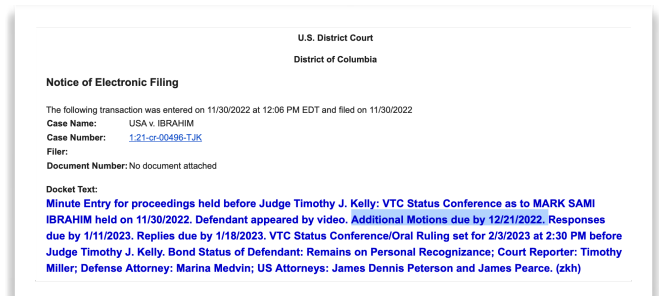 U.S. District Court
District of Columbia
Notice of Electronic Filing
The following transaction was entered on 11/30/2022 at 12:06 PM EDT and filed on 11/30/2022
Case Name: USA v. IBRAHIM
Case Number: 1:21-cr-00496-TJK
Filer:
Document Number: No document attached
Docket Text:
Minute Entry for proceedings held before Judge Timothy J. Kelly: VTC Status Conference as to MARK SAMI
IBRAHIM held on 11/30/2022. Defendant appeared by video. Additional Motions due by 12/21/2022. Responses
due by 1/11/2023. Replies due by 1/18/2023. VTC Status Conference/Oral Ruling set for 2/3/2023 at 2:30 PM before
Judge Timothy J. Kelly. Bond Status of Defendant: Remains on Personal Recognizance; Court Reporter: Timothy
Miller; Defense Attorney: Marina Medvin; US Attorneys: James Dennis Peterson and James Pearce. (zkh)